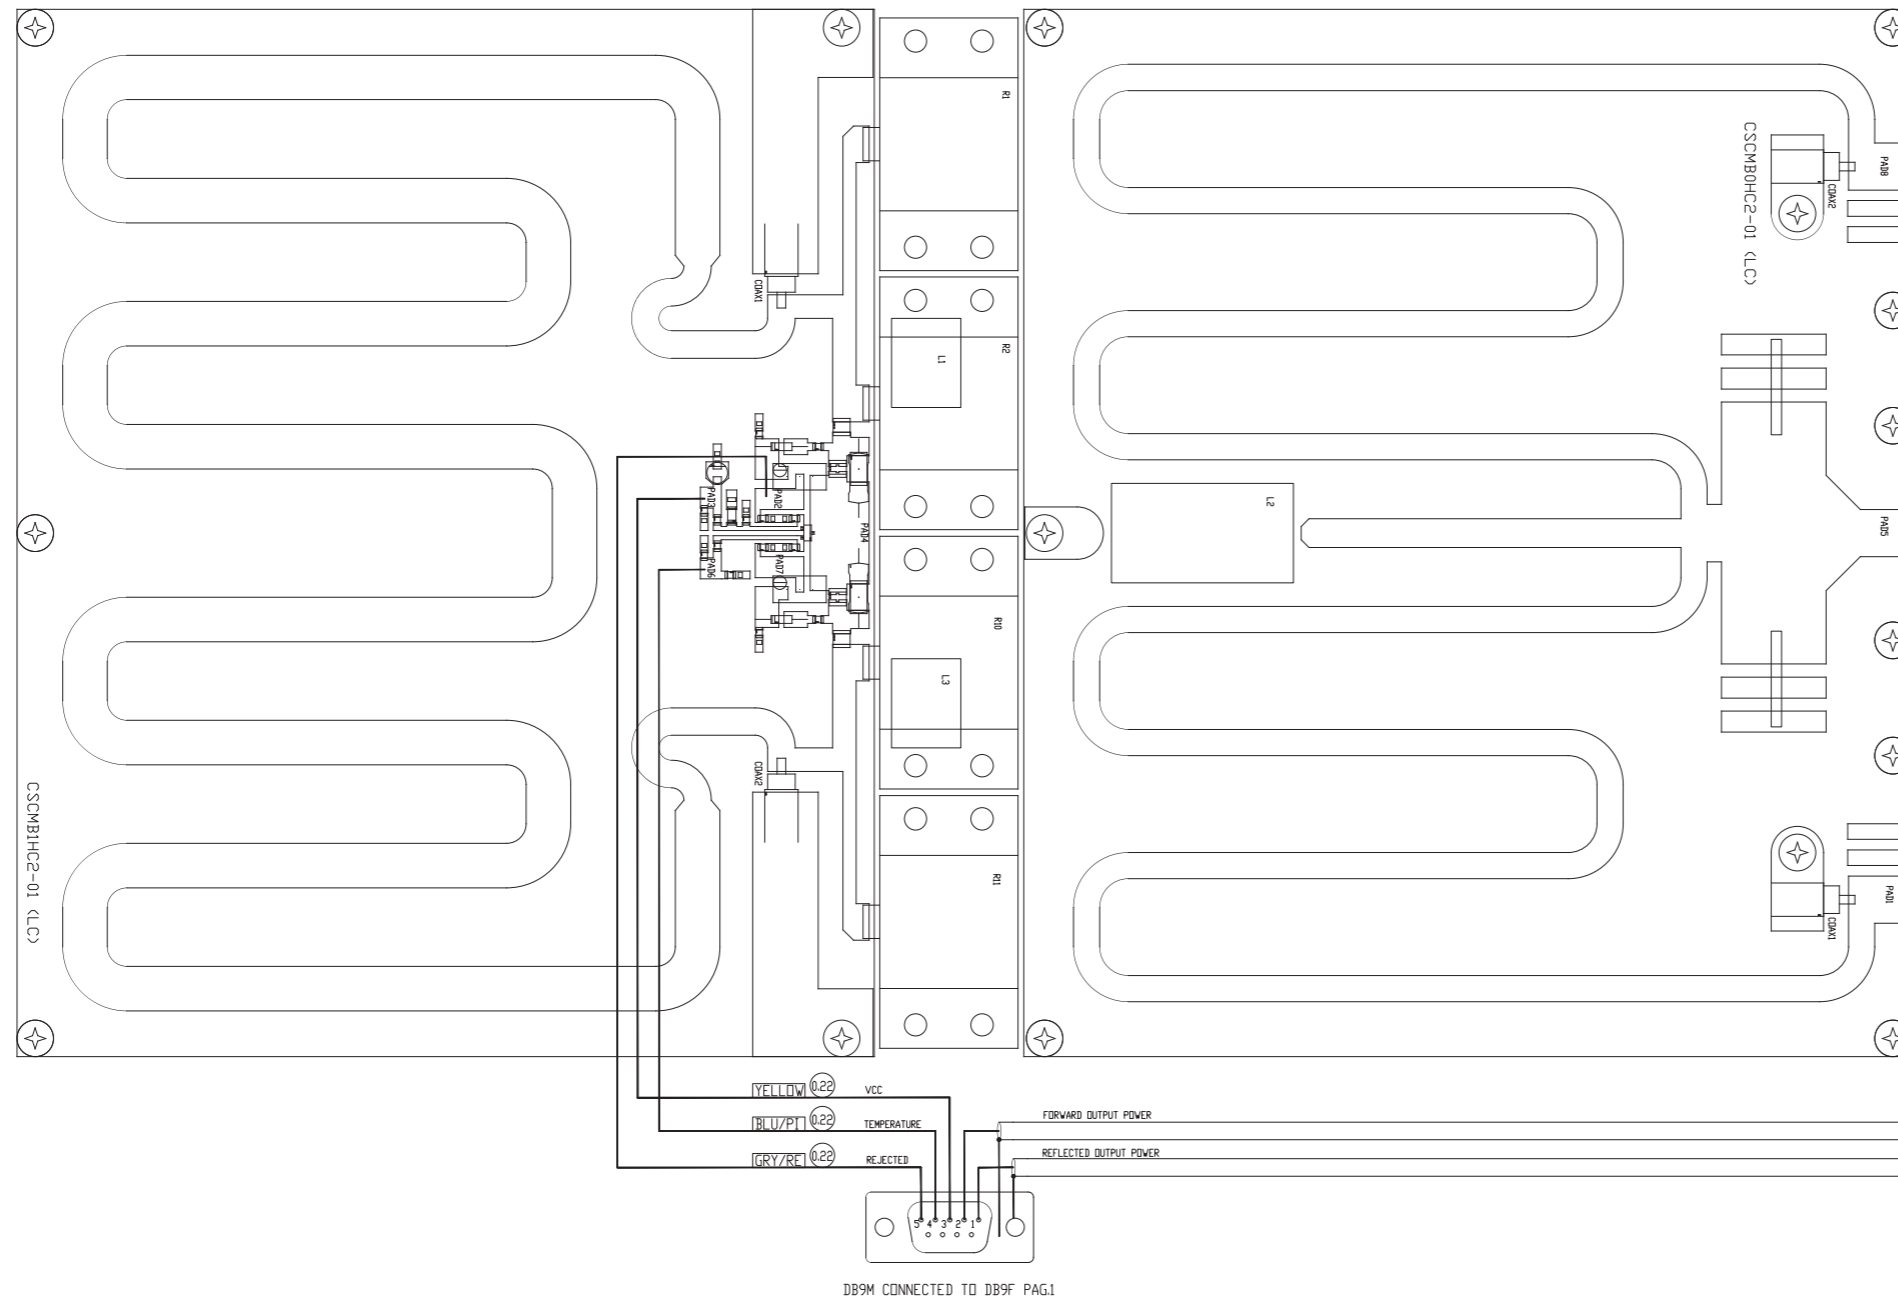 R1
CSCMB0HC2-01 (LC)
PAD8
COAX2
COAX1
R2
L1
L2
PAD3
PAD2
PAD4
PAD5
PAD6
PAD7
R10
L3
COAX2
CSCMB1HC2-01 (LC)
R11
PAD1
COAX1
YELLOW 0.22 VCC
BLU/PI 0.22 TEMPERATURE
GRY/RE 0.22 REJECTED
FORWARD OUTPUT POWER
REFLECTED OUTPUT POWER
5 4 3 2 1
DB9M CONNECTED TO DB9F PAG.1